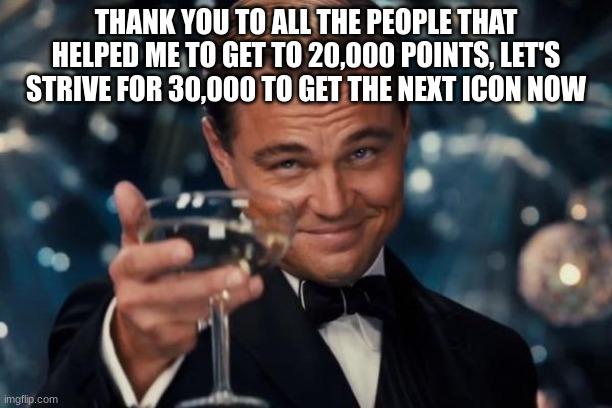 THANK YOU TO ALL THE PEOPLE THAT
HELPED ME TO GET TO 20,000 POINTS, LET'S
STRIVE FOR 30,000 TO GET THE NEXT ICON NOW
imgflip.com